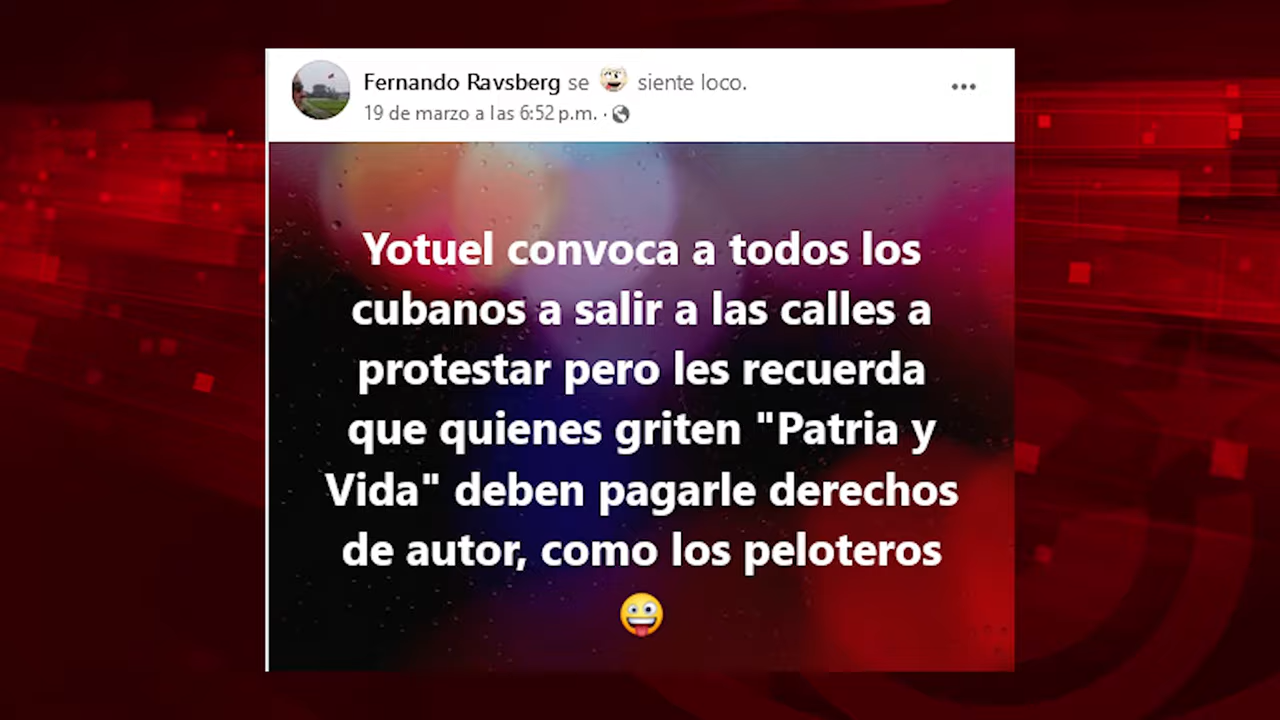 Fernando Ravsberg se siente loco.
19 de marzo a las 6:52 p.m. ·
Yotuel convoca a todos los
cubanos a salir a las calles a
protestar pero les recuerda
que quienes griten "Patria y
Vida" deben pagarle derechos
de autor, como los peloteros